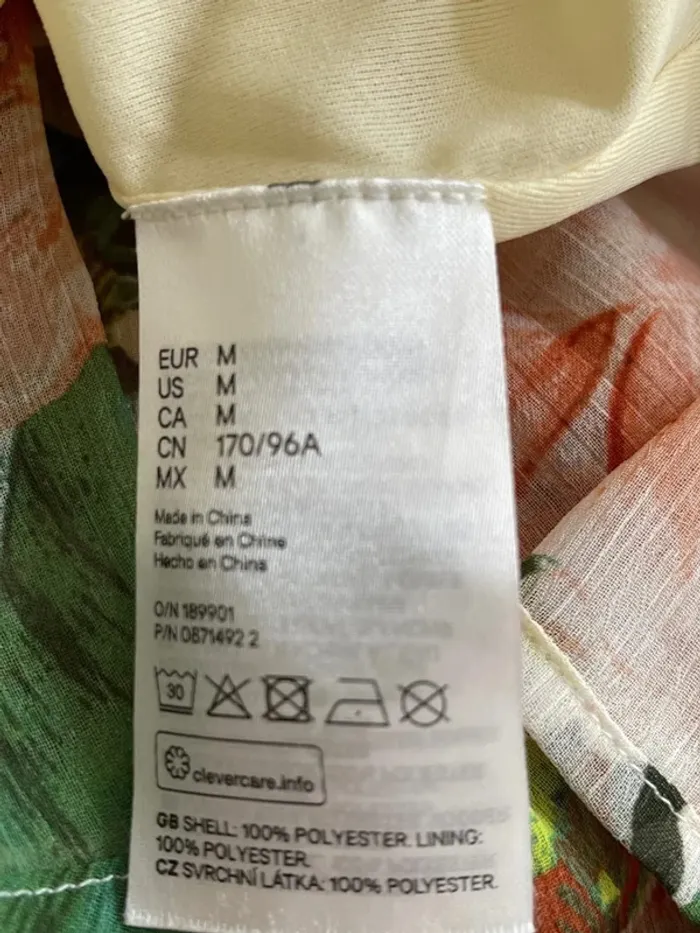 EUR M
US M
CA M
CN 170/96A
MX M
Made in China
Fabriqué en Chine
Hecho en China
O/N 189901
P/N 0871492 2
30
clevercare.info
GB SHELL: 100% POLYESTER. LINING:
100% POLYESTER.
CZ SVRCHNÍ LÁTKA: 100% POLYESTER.